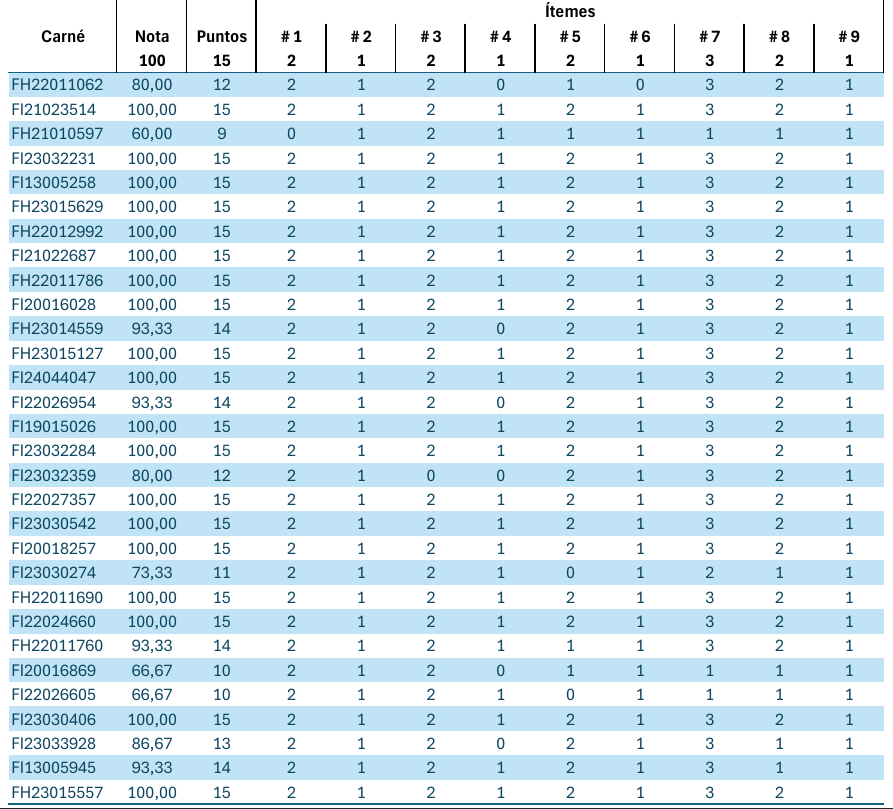 Ítemes
Carné Nota Puntos # 1 # 2 # 3 # 4 # 5 # 6 # 7 # 8 # 9
100 15 2 1 2 1 2 1 3 2 1
FH22011062 80,00 12 2 1 2 0 1 0 3 2 1
FI21023514 100,00 15 2 1 2 1 2 1 3 2 1
FH21010597 60,00 9 0 1 2 1 1 1 1 1 1
FI23032231 100,00 15 2 1 2 1 2 1 3 2 1
FI13005258 100,00 15 2 1 2 1 2 1 3 2 1
FH23015629 100,00 15 2 1 2 1 2 1 3 2 1
FH22012992 100,00 15 2 1 2 1 2 1 3 2 1
FI21022687 100,00 15 2 1 2 1 2 1 3 2 1
FH22011786 100,00 15 2 1 2 1 2 1 3 2 1
FI20016028 100,00 15 2 1 2 1 2 1 3 2 1
FH23014559 93,33 14 2 1 2 0 2 1 3 2 1
FH23015127 100,00 15 2 1 2 1 2 1 3 2 1
FI24044047 100,00 15 2 1 2 1 2 1 3 2 1
FI22026954 93,33 14 2 1 2 0 2 1 3 2 1
FI19015026 100,00 15 2 1 2 1 2 1 3 2 1
FI23032284 100,00 15 2 1 2 1 2 1 3 2 1
FI23032359 80,00 12 2 1 0 0 2 1 3 2 1
FI22027357 100,00 15 2 1 2 1 2 1 3 2 1
FI23030542 100,00 15 2 1 2 1 2 1 3 2 1
FI20018257 100,00 15 2 1 2 1 2 1 3 2 1
FI23030274 73,33 11 2 1 2 1 0 1 2 1 1
FH22011690 100,00 15 2 1 2 1 2 1 3 2 1
FI22024660 100,00 15 2 1 2 1 2 1 3 2 1
FH22011760 93,33 14 2 1 2 1 1 1 3 2 1
FI20016869 66,67 10 2 1 2 0 1 1 1 1 1
FI22026605 66,67 10 2 1 2 1 0 1 1 1 1
FI23030406 100,00 15 2 1 2 1 2 1 3 2 1
FI23033928 86,67 13 2 1 2 0 2 1 3 1 1
FI13005945 93,33 14 2 1 2 1 2 1 3 1 1
FH23015557 100,00 15 2 1 2 1 2 1 3 2 1